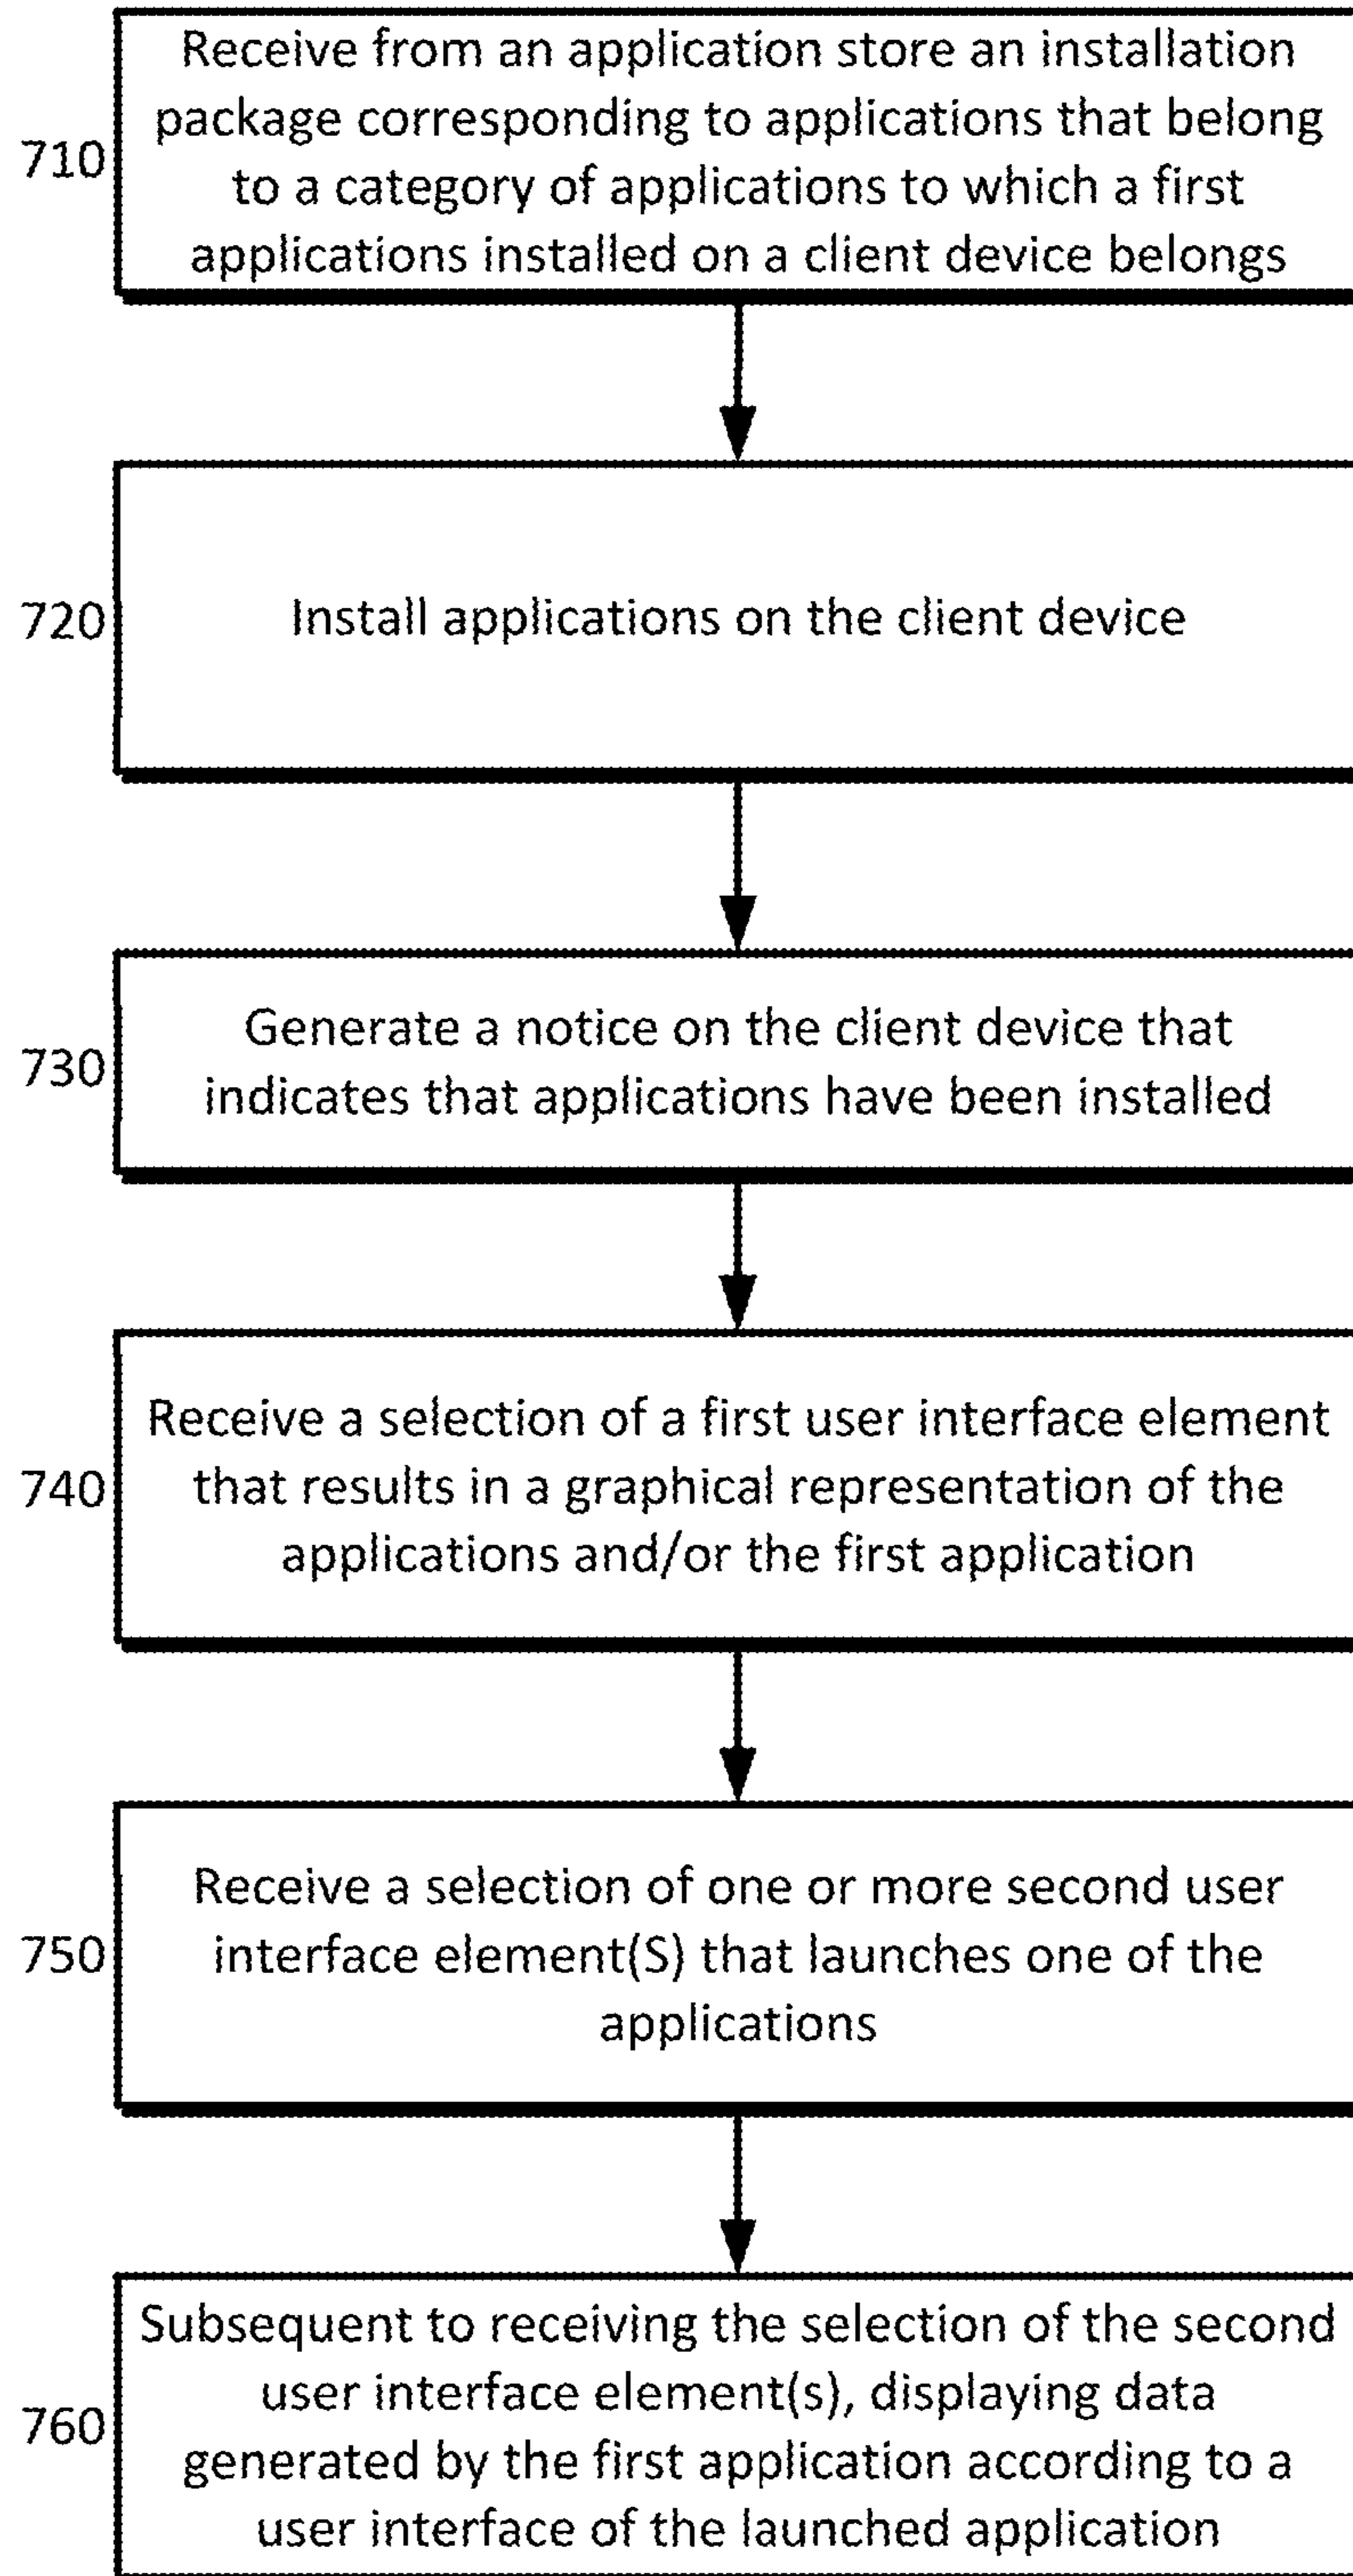 Receive from an application store an installation
package corresponding to applications that belong
710
to a category of applications to which a first
applications installed on a client device belongs
720
Install applications on the client device
Generate a notice on the client device that
730
indicates that applications have been installed
Receive a selection of a first user interface element
740
that results in a graphical representation of the
applications and/or the first application
Receive a selection of one or more second user
750
interface element(S) that launches one of the
applications
Subsequent to receiving the selection of the second
user interface element(s), displaying data
760
generated by the first application according to a
user interface of the launched application